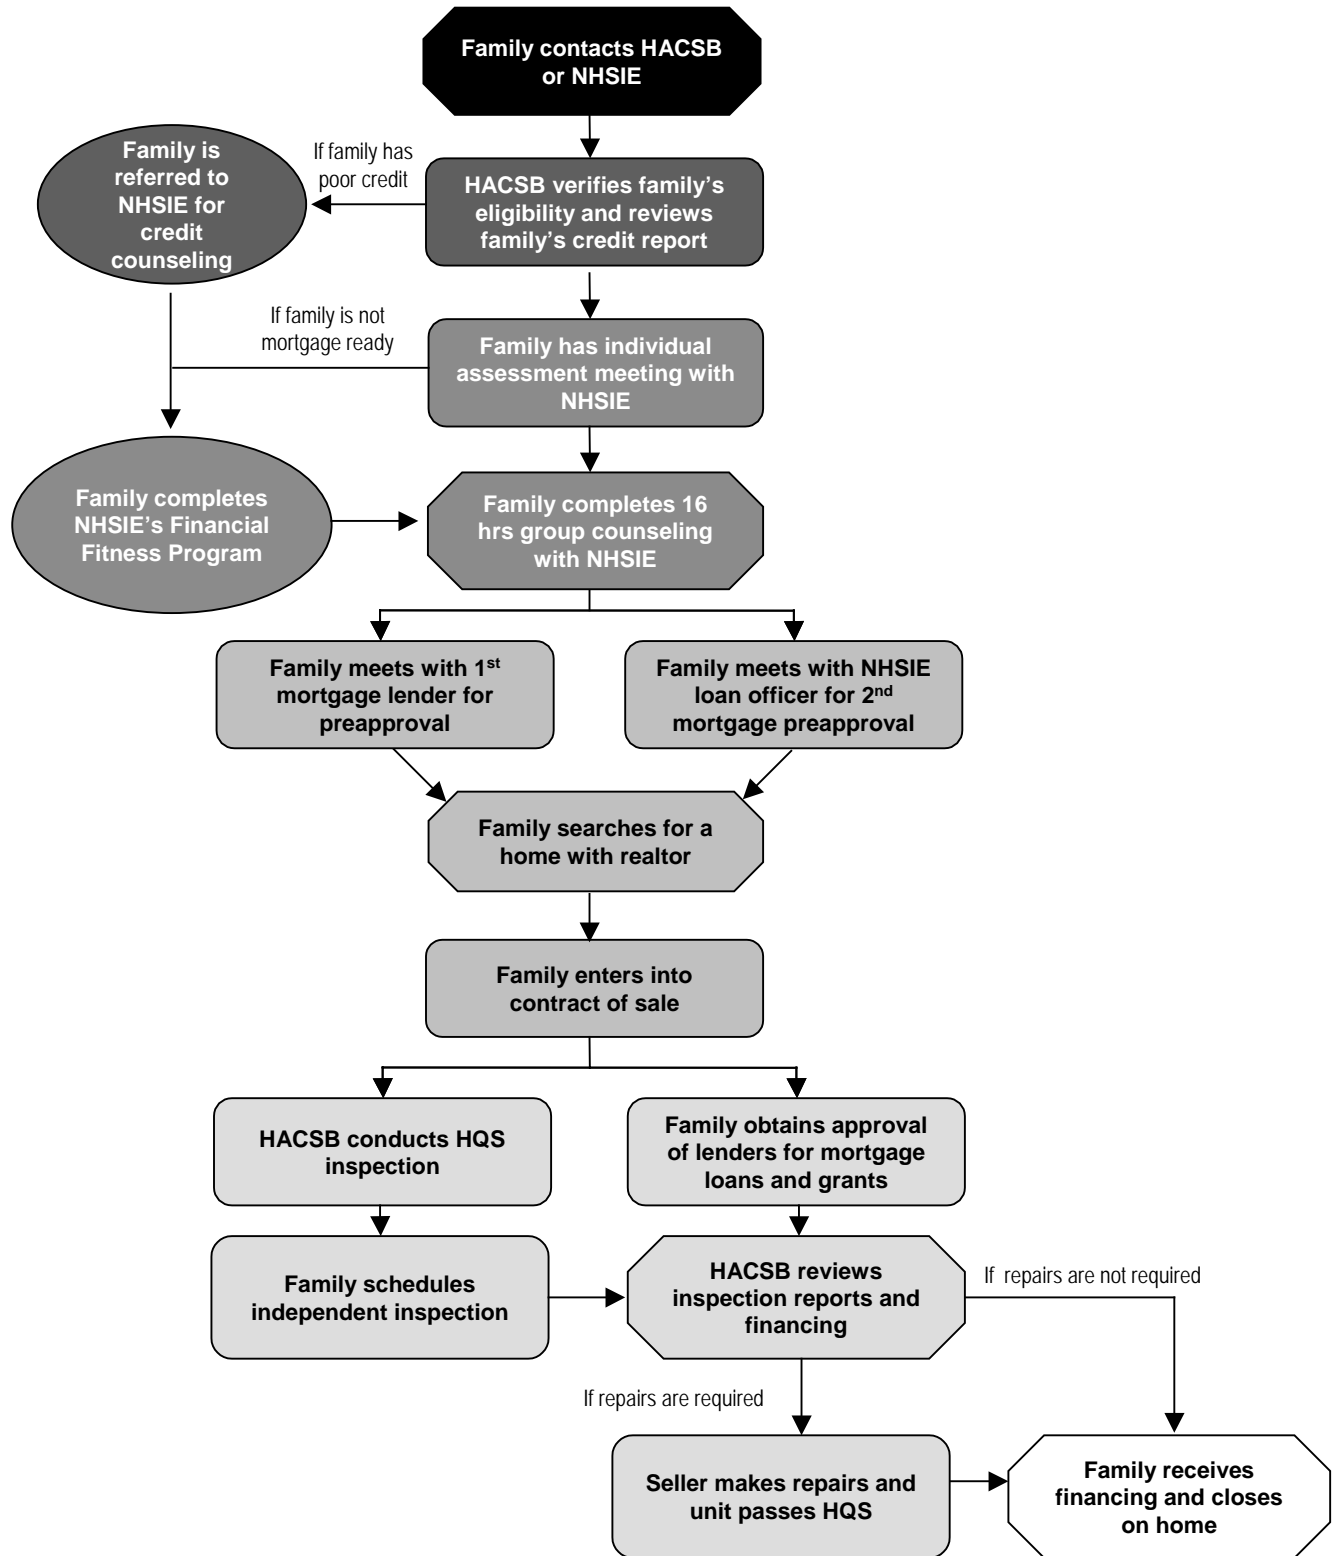 Family contacts HACSB
or NHSIE
Family is
referred to
NHSIE for
credit
counseling
If family has
poor credit
HACSB verifies family’s
eligibility and reviews
family’s credit report
If family is not
mortgage ready
Family has individual
assessment meeting with
NHSIE
Family completes
NHSIE’s Financial
Fitness Program
Family completes 16
hrs group counseling
with NHSIE
Family meets with 1st
mortgage lender for
preapproval
Family meets with NHSIE
loan officer for 2nd
mortgage preapproval
Family searches for a
home with realtor
Family enters into
contract of sale
HACSB conducts HQS
inspection
Family obtains approval
of lenders for mortgage
loans and grants
Family schedules
independent inspection
HACSB reviews
inspection reports and
financing
If repairs are not required
If repairs are required
Seller makes repairs and
unit passes HQS
Family receives
financing and closes
on home